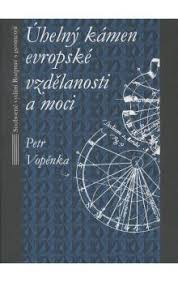 Souborné vydání Rozprav s geometrií
Úhelný kámen
evropské
vzdělanosti
a moci
Petr
Vopěnka